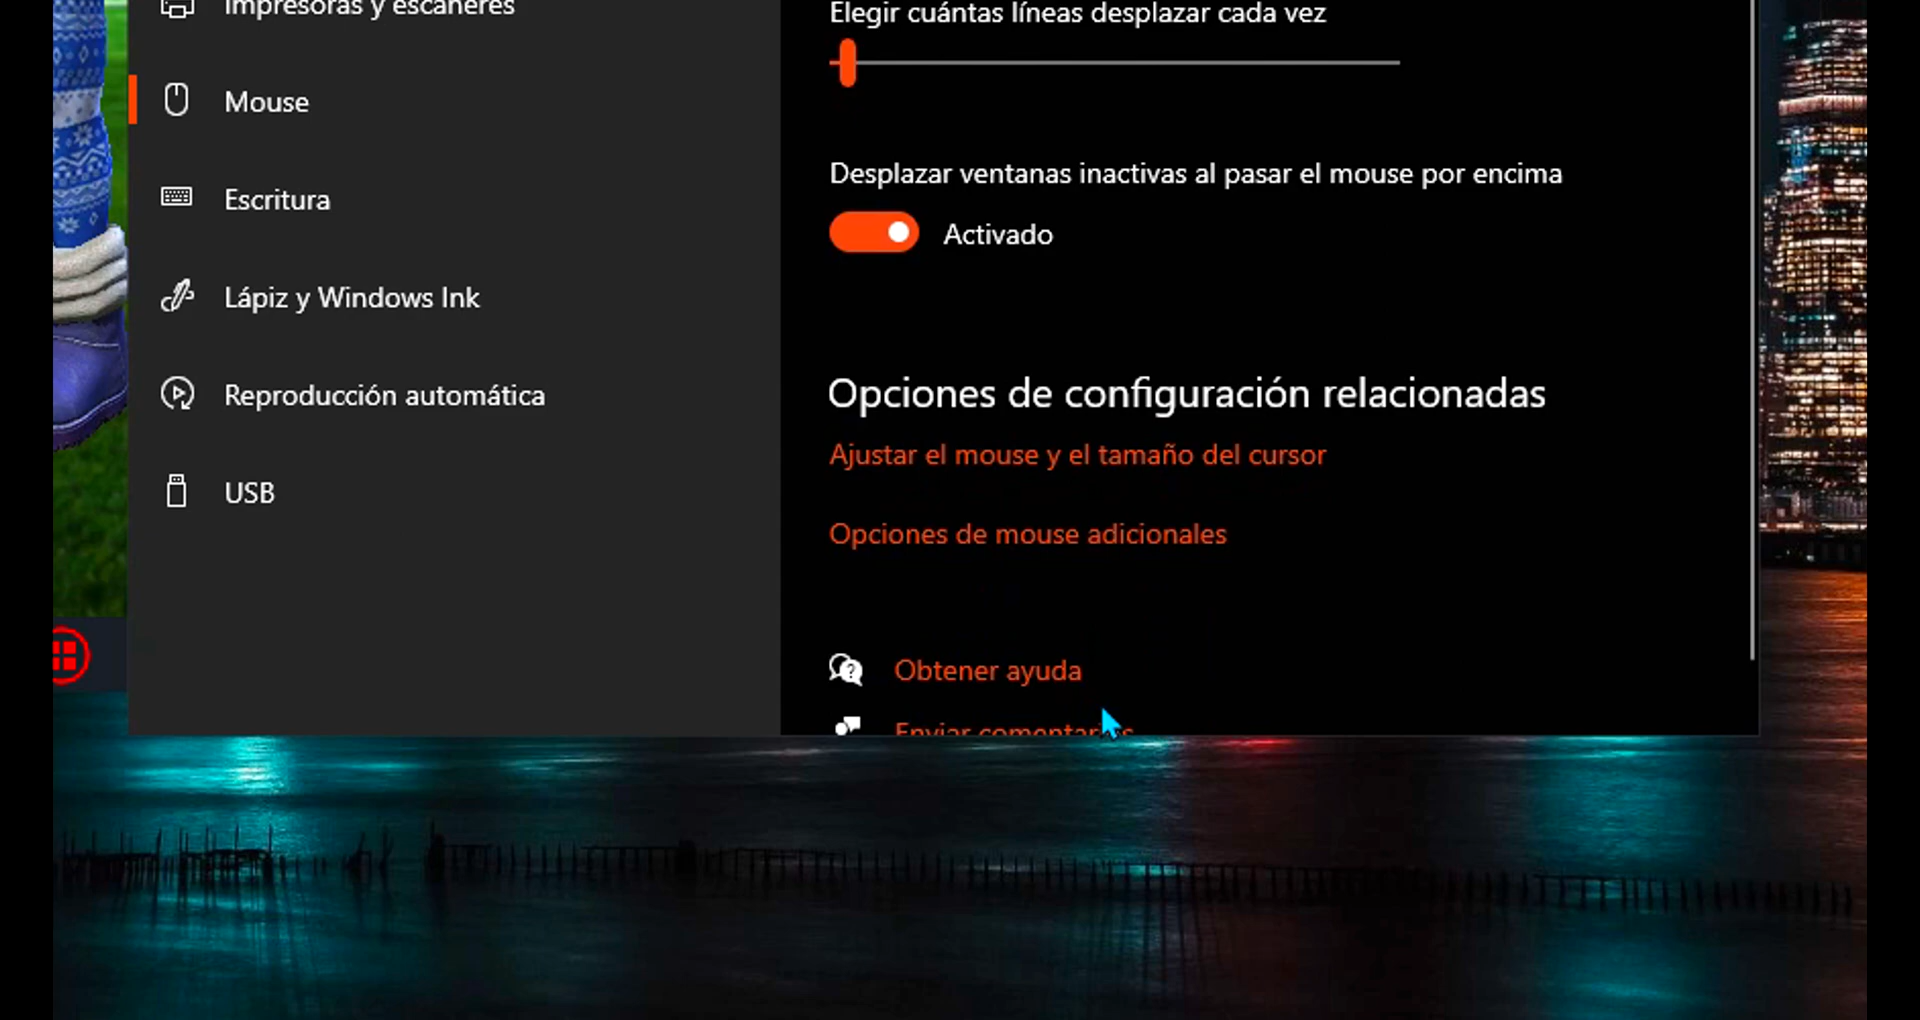 Impresoras y escáneres
Mouse
Escritura
Lápiz y Windows Ink
Reproducción automática
USB
Elegir cuántas líneas desplazar cada vez
Desplazar ventanas inactivas al pasar el mouse por encima
Activado
Opciones de configuración relacionadas
Ajustar el mouse y el tamaño del cursor
Opciones de mouse adicionales
Obtener ayuda
Enviar comentarios